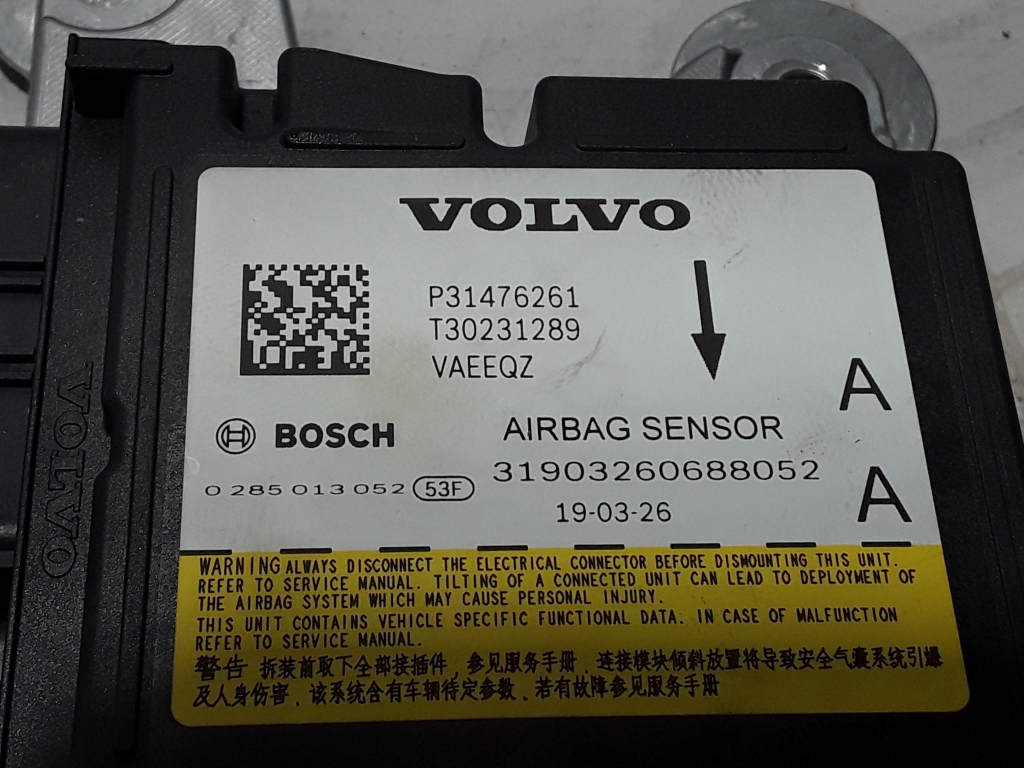 VOLVO
P31476261
T30231289
VAEEQZ
A
BOSCH
AIRBAG SENSOR
0 285 013 052 53F
31903260688052
A
19-03-26
WARNING ALWAYS DISCONNECT THE ELECTRICAL CONNECTOR BEFORE DISMOUNTING THIS UNIT.
REFER TO SERVICE MANUAL. TILTING OF A CONNECTED UNIT CAN LEAD TO DEPLOYMENT OF
THE AIRBAG SYSTEM WHICH MAY CAUSE PERSONAL INJURY.
THIS UNIT CONTAINS VEHICLE SPECIFIC FUNCTIONAL DATA. IN CASE OF MALFUNCTION
REFER TO SERVICE MANUAL.
警告 拆装前取下全部接插件, 参见服务手册. 连接模块倾斜放置将导致安全气囊系统引爆
及人身伤害. 该系统含有车辆待定参数. 若有故障参见服务手册
VOLVO